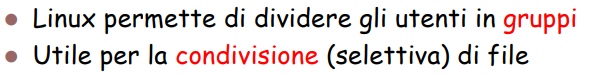 • Linux permette di dividere gli utenti in gruppi
• Utile per la condivisione (selettiva) di file